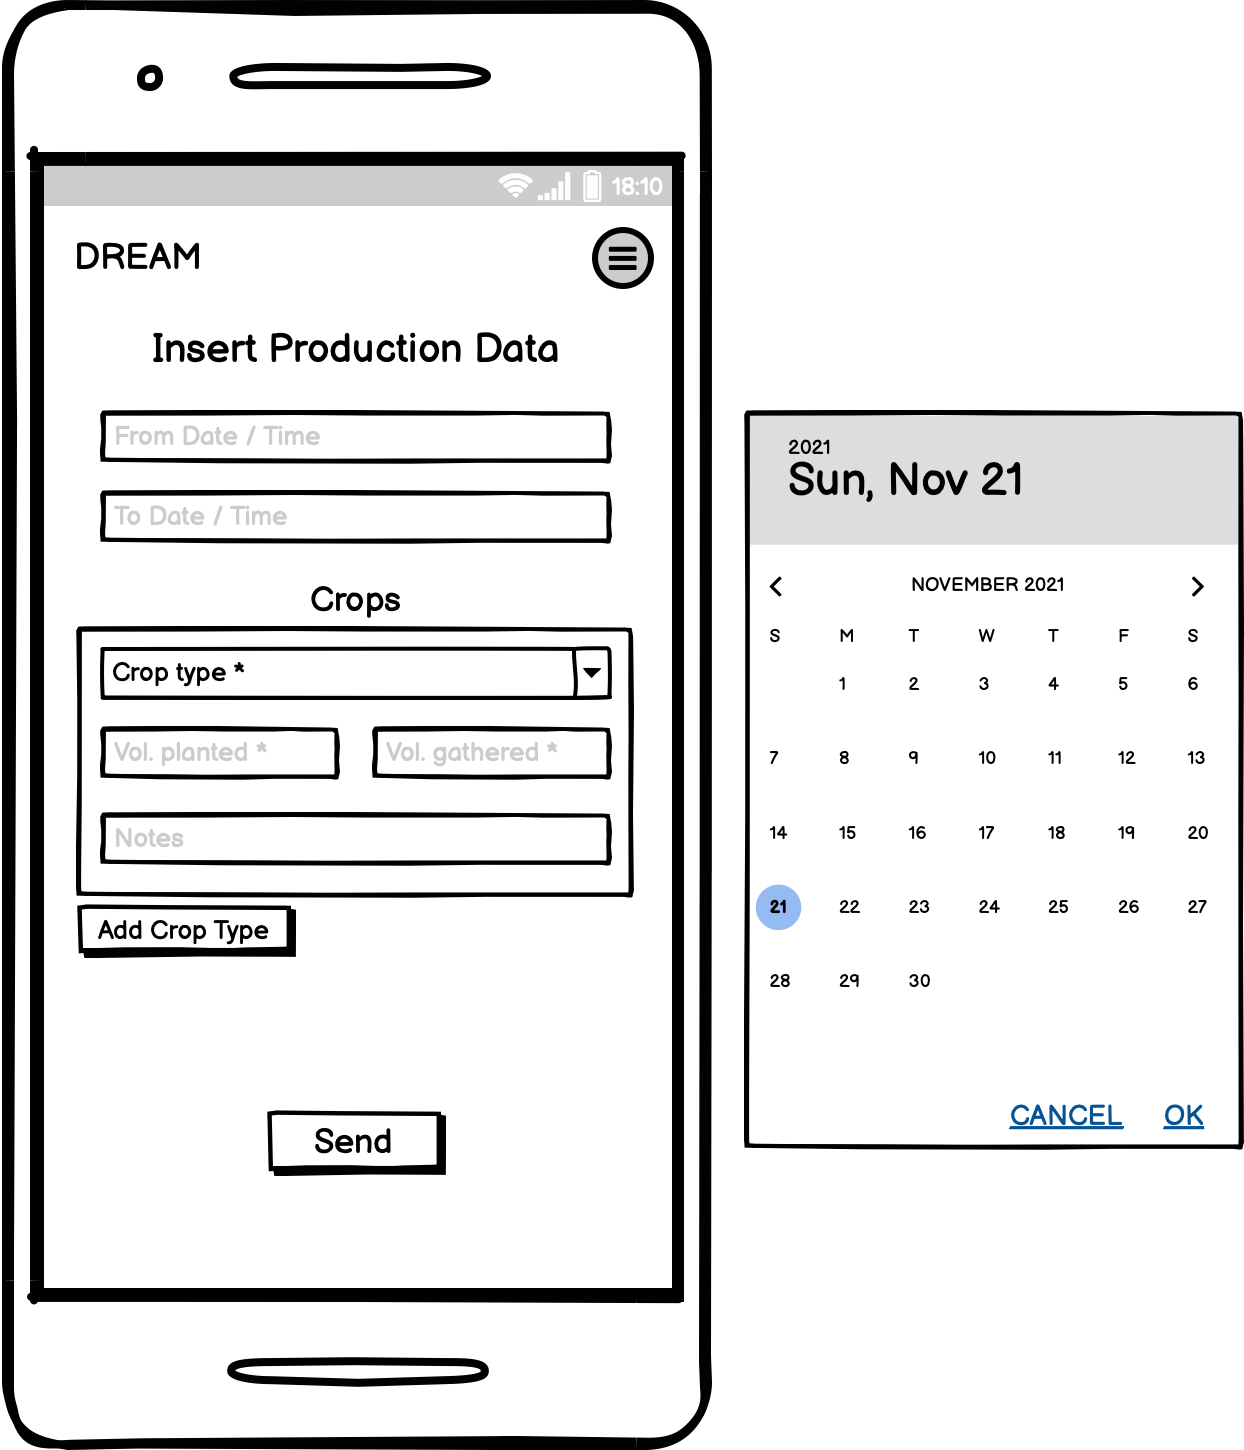 18:10
DREAM
Insert Production Data
From Date / Time
To Date / Time
Crops
Crop type *
Vol. planted * Vol. gathered *
Notes
Add Crop Type
Send
2021
Sun, Nov 21
NOVEMBER 2021
S M T W T F S
1 2 3 4 5 6
7 8 9 10 11 12 13
14 15 16 17 18 19 20
21 22 23 24 25 26 27
28 29 30
CANCEL OK